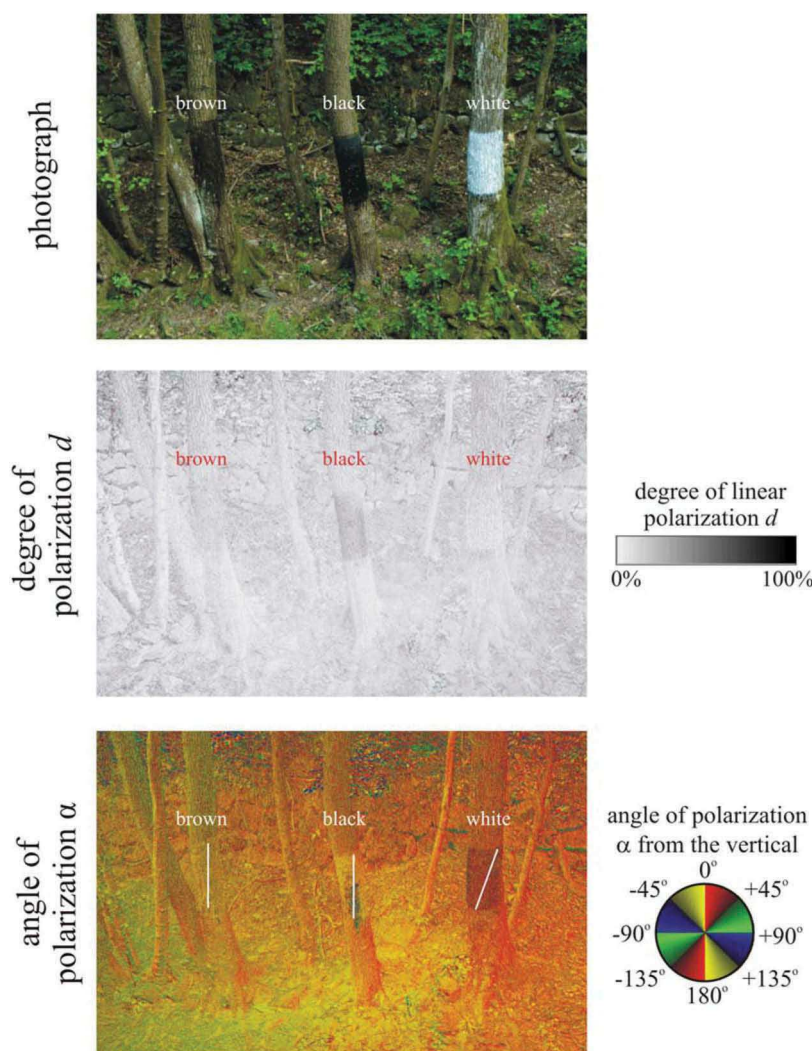 photograph
brown black white
degree of
polarization d
brown black white
degree of linear
polarization d
0% 100%
angle of
polarization α
brown black white
angle of polarization
α from the vertical
0°
-45° +45°
-90° +90°
-135° +135°
180°